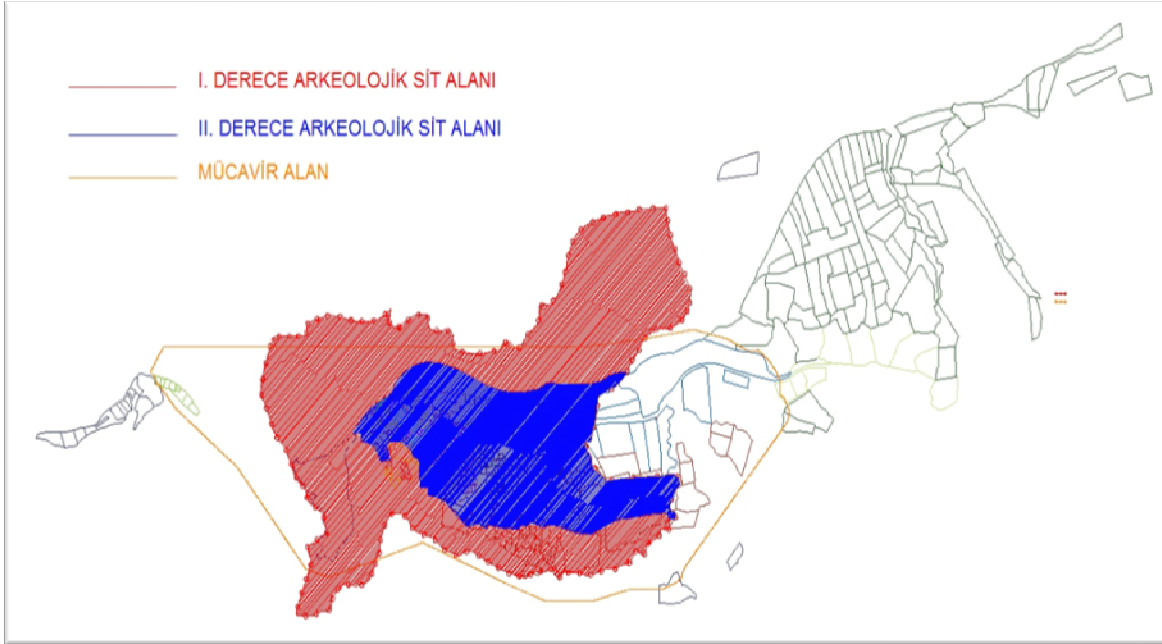 I. DERECE ARKEOLOJİK SİT ALANI
II. DERECE ARKEOLOJİK SİT ALANI
MÜCAVİR ALAN